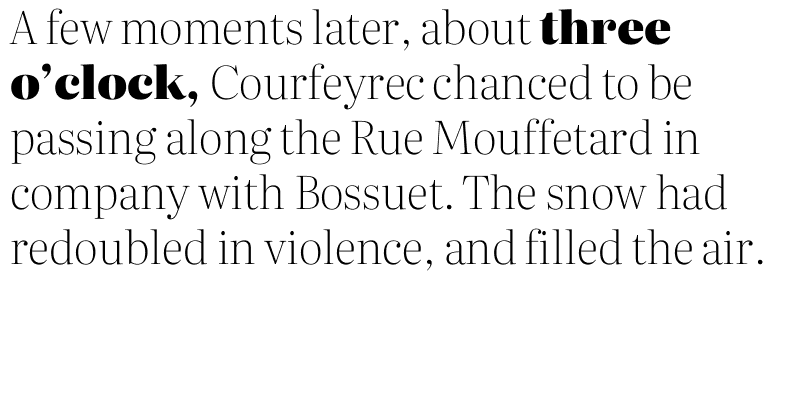 A few moments later, about three
o’clock, Courfeyrec chanced to be
passing along the Rue Mouffetard in
company with Bossuet. The snow had
redoubled in violence, and filled the air.